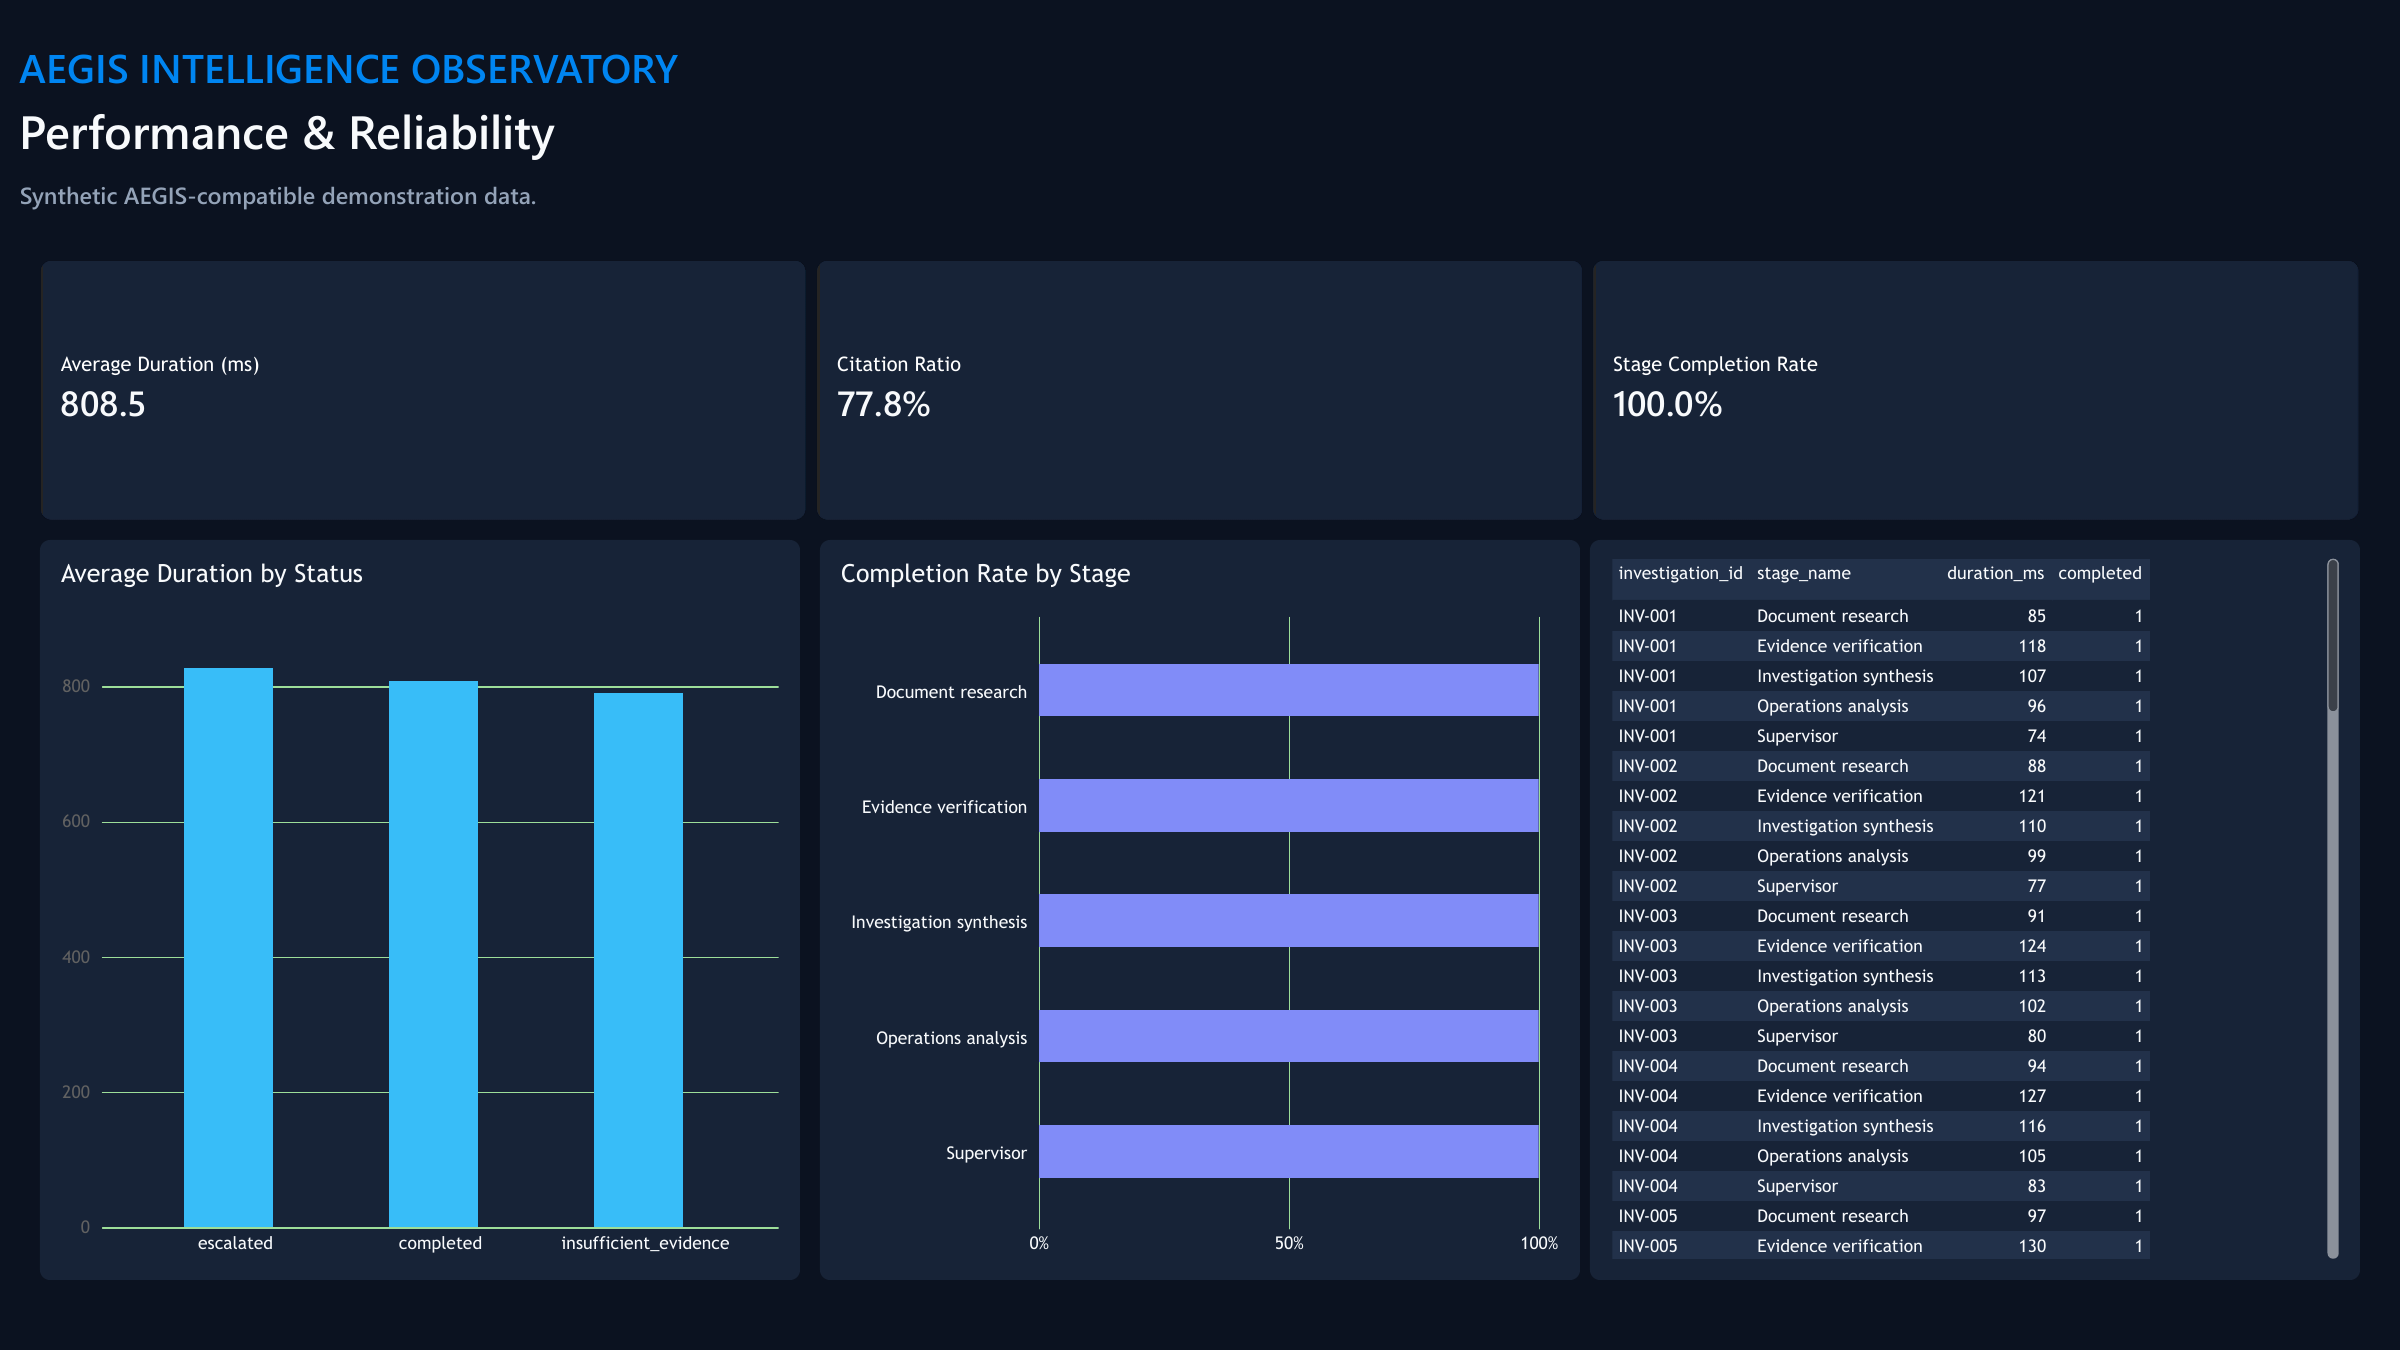 AEGIS INTELLIGENCE OBSERVATORY
Performance & Reliability
Synthetic AEGIS-compatible demonstration data.
Average Duration (ms)
808.5
Citation Ratio
77.8%
Stage Completion Rate
100.0%
Average Duration by Status
800
600
400
200
0
escalated completed insufficient_evidence
Completion Rate by Stage
Document research
Evidence verification
Investigation synthesis
Operations analysis
Supervisor
0% 50% 100%
investigation_id stage_name duration_ms completed
INV-001 Document research 85 1
INV-001 Evidence verification 118 1
INV-001 Investigation synthesis 107 1
INV-001 Operations analysis 96 1
INV-001 Supervisor 74 1
INV-002 Document research 88 1
INV-002 Evidence verification 121 1
INV-002 Investigation synthesis 110 1
INV-002 Operations analysis 99 1
INV-002 Supervisor 77 1
INV-003 Document research 91 1
INV-003 Evidence verification 124 1
INV-003 Investigation synthesis 113 1
INV-003 Operations analysis 102 1
INV-003 Supervisor 80 1
INV-004 Document research 94 1
INV-004 Evidence verification 127 1
INV-004 Investigation synthesis 116 1
INV-004 Operations analysis 105 1
INV-004 Supervisor 83 1
INV-005 Document research 97 1
INV-005 Evidence verification 130 1